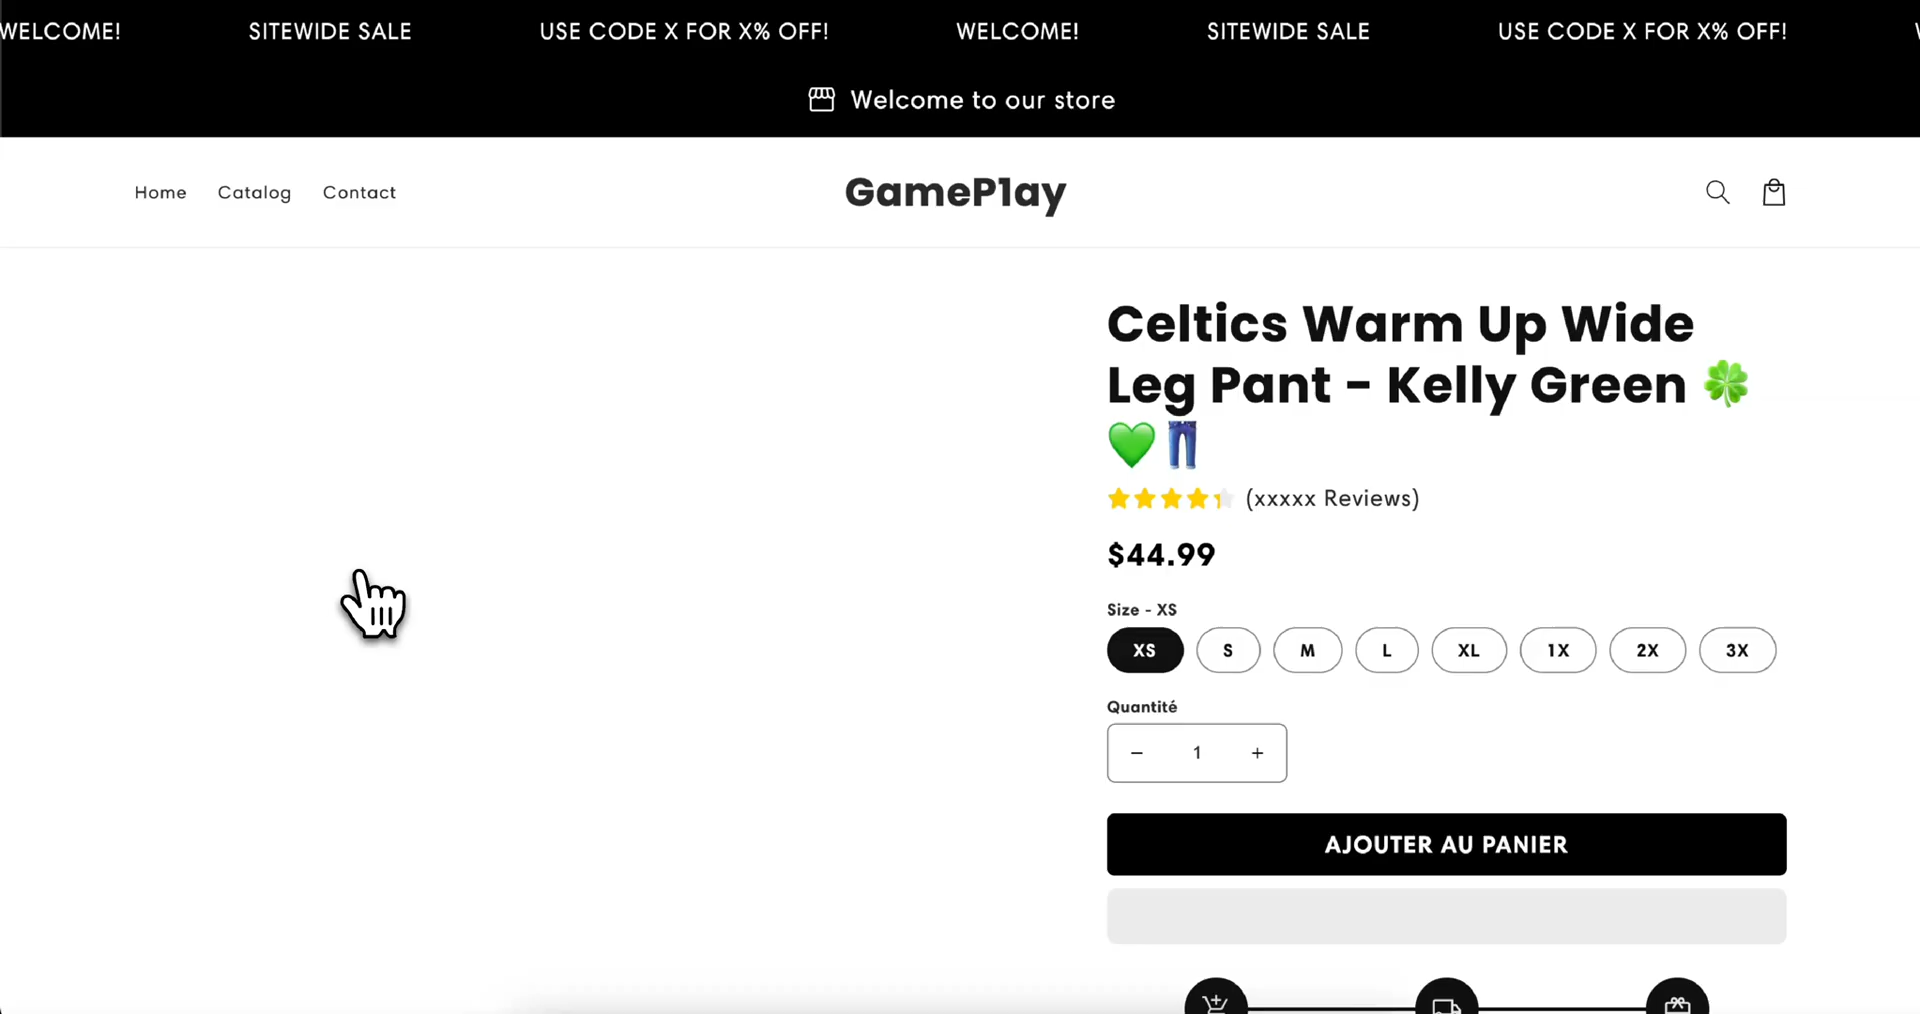 WELCOME! SITEWIDE SALE USE CODE X FOR X% OFF! WELCOME! SITEWIDE SALE USE CODE X FOR X% OFF!
Welcome to our store
Home Catalog Contact
GameP1ay
Celtics Warm Up Wide
Leg Pant - Kelly Green 🍀
💚👖
(xxxxx Reviews)
$44.99
Size - XS
XS S M L XL 1X 2X 3X
Quantité
− 1 +
AJOUTER AU PANIER